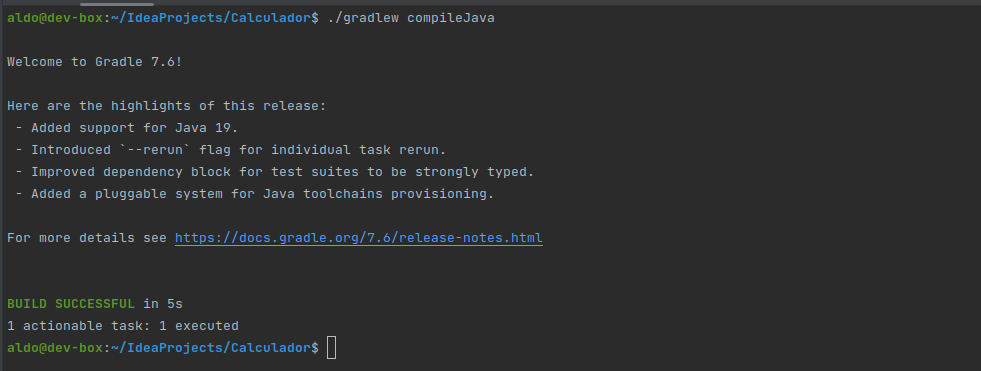 aldo@dev-box:~/IdeaProjects/Calculador$ ./gradlew compileJava
Welcome to Gradle 7.6!
Here are the highlights of this release:
 - Added support for Java 19.
 - Introduced `--rerun` flag for individual task rerun.
 - Improved dependency block for test suites to be strongly typed.
 - Added a pluggable system for Java toolchains provisioning.
For more details see https://docs.gradle.org/7.6/release-notes.html
BUILD SUCCESSFUL in 5s
1 actionable task: 1 executed
aldo@dev-box:~/IdeaProjects/Calculador$